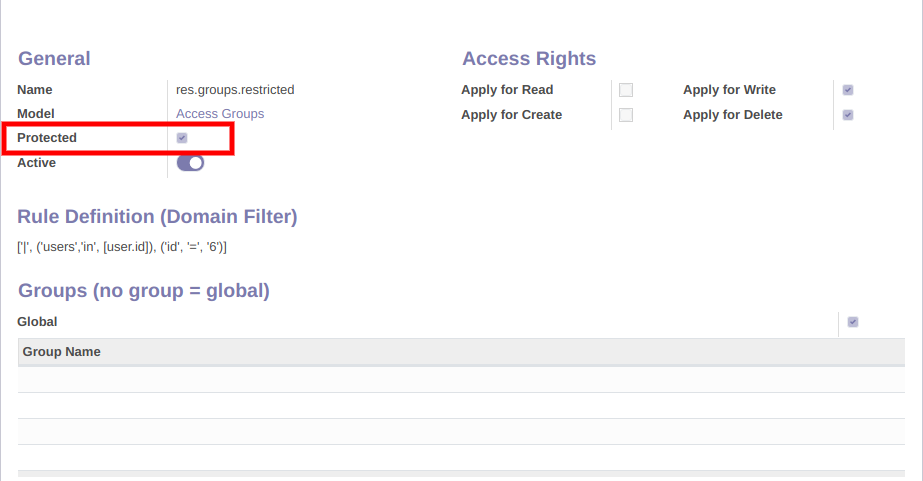 General
Name res.groups.restricted
Model Access Groups
Protected
Active
Access Rights
Apply for Read Apply for Write
Apply for Create Apply for Delete
Rule Definition (Domain Filter)
['|', ('users','in', [user.id]), ('id', '=', '6')]
Groups (no group = global)
Global
Group Name